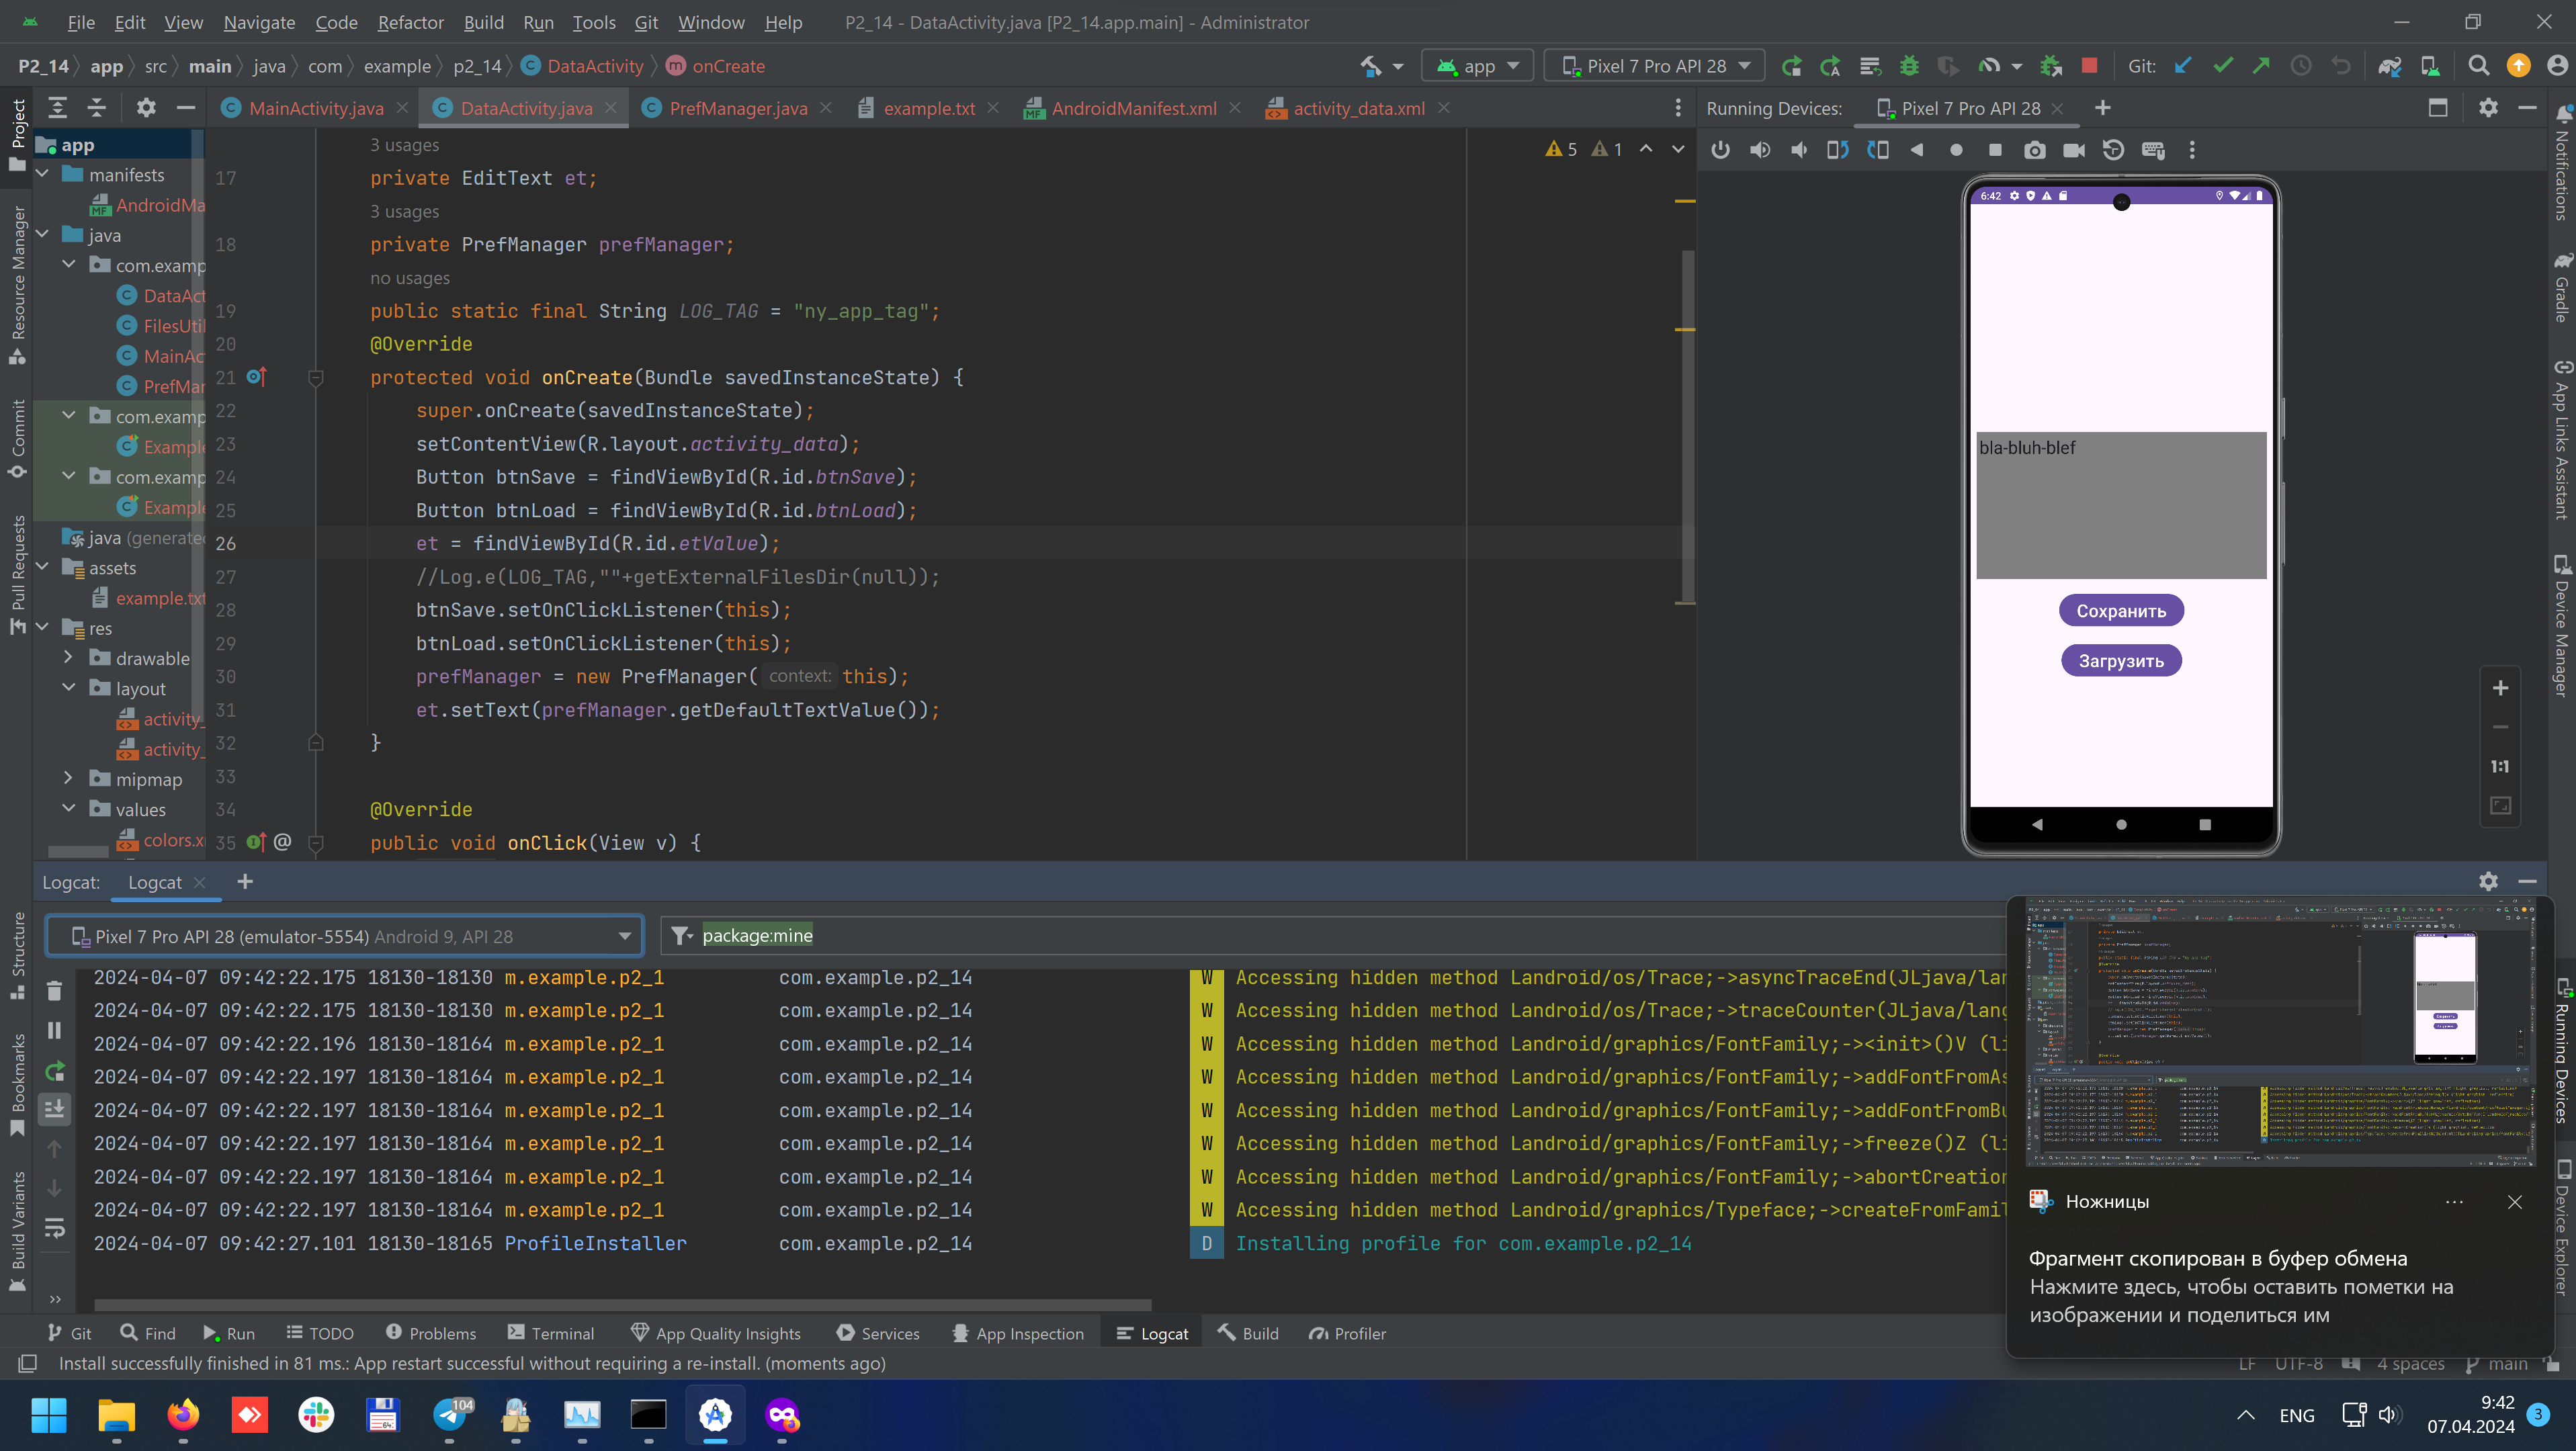 File Edit View Navigate Code Refactor Build Run Tools Git Window Help P2_14 - DataActivity.java [P2_14.app.main] - Administrator
P2_14 app src main java com example p2_14 DataActivity onCreate
app Pixel 7 Pro API 28 Git:
MainActivity.java DataActivity.java PrefManager.java example.txt AndroidManifest.xml activity_data.xml
Running Devices: Pixel 7 Pro API 28
Project
Resource Manager
Commit
Pull Requests
Structure
Bookmarks
Build Variants
app
manifests
AndroidMa
java
com.examp
DataAct
FilesUtil
MainAc
PrefMan
com.examp
Example
com.examp
Example
java (generated
assets
example.txt
res
drawable
layout
activity_
activity_
mipmap
values
colors.x
5 1
3 usages
17 private EditText et;
3 usages
18 private PrefManager prefManager;
no usages
19 public static final String LOG_TAG = "ny_app_tag";
20 @Override
21 protected void onCreate(Bundle savedInstanceState) {
22 super.onCreate(savedInstanceState);
23 setContentView(R.layout.activity_data);
24 Button btnSave = findViewById(R.id.btnSave);
25 Button btnLoad = findViewById(R.id.btnLoad);
26 et = findViewById(R.id.etValue);
27 //Log.e(LOG_TAG,""+getExternalFilesDir(null));
28 btnSave.setOnClickListener(this);
29 btnLoad.setOnClickListener(this);
30 prefManager = new PrefManager( context: this);
31 et.setText(prefManager.getDefaultTextValue());
32 }
33
34 @Override
35 @ public void onClick(View v) {
6:42
bla-bluh-blef
Сохранить
Загрузить
1:1
Notifications
Gradle
App Links Assistant
Device Manager
Running Devices
Device Explorer
Logcat: Logcat
Pixel 7 Pro API 28 (emulator-5554) Android 9, API 28 package:mine
2024-04-07 09:42:22.175 18130-18130 m.example.p2_1 com.example.p2_14 W Accessing hidden method Landroid/os/Trace;->asyncTraceEnd(JLjava/lan
2024-04-07 09:42:22.175 18130-18130 m.example.p2_1 com.example.p2_14 W Accessing hidden method Landroid/os/Trace;->traceCounter(JLjava/lang
2024-04-07 09:42:22.196 18130-18164 m.example.p2_1 com.example.p2_14 W Accessing hidden method Landroid/graphics/FontFamily;-><init>()V (li
2024-04-07 09:42:22.197 18130-18164 m.example.p2_1 com.example.p2_14 W Accessing hidden method Landroid/graphics/FontFamily;->addFontFromAs
2024-04-07 09:42:22.197 18130-18164 m.example.p2_1 com.example.p2_14 W Accessing hidden method Landroid/graphics/FontFamily;->addFontFromBu
2024-04-07 09:42:22.197 18130-18164 m.example.p2_1 com.example.p2_14 W Accessing hidden method Landroid/graphics/FontFamily;->freeze()Z (li
2024-04-07 09:42:22.197 18130-18164 m.example.p2_1 com.example.p2_14 W Accessing hidden method Landroid/graphics/FontFamily;->abortCreation
2024-04-07 09:42:22.197 18130-18164 m.example.p2_1 com.example.p2_14 W Accessing hidden method Landroid/graphics/Typeface;->createFromFamil
2024-04-07 09:42:27.101 18130-18165 ProfileInstaller com.example.p2_14 D Installing profile for com.example.p2_14
Ножницы
Фрагмент скопирован в буфер обмена
Нажмите здесь, чтобы оставить пометки на
изображении и поделиться им
Git Find Run TODO Problems Terminal App Quality Insights Services App Inspection Logcat Build Profiler
Install successfully finished in 81 ms.: App restart successful without requiring a re-install. (moments ago)
LF UTF-8 4 spaces main
64
104
ENG
9:42
07.04.2024
3